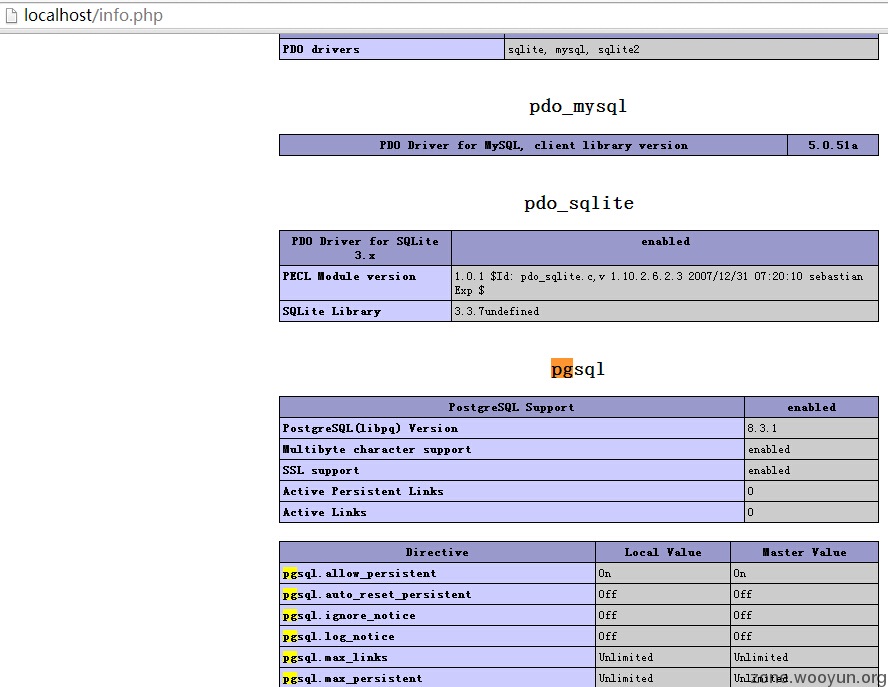 localhost/info.php
PDO drivers sqlite, mysql, sqlite2
pdo_mysql
PDO Driver for MySQL, client library version 5.0.51a
pdo_sqlite
PDO Driver for SQLite enabled
3.x
PECL Module version 1.0.1 $Id: pdo_sqlite.c,v 1.10.2.6.2.3 2007/12/31 07:20:10 sebastian
Exp $
SQLite Library 3.3.7undefined
pgsql
PostgreSQL Support enabled
PostgreSQL(libpq) Version 8.3.1
Multibyte character support enabled
SSL support enabled
Active Persistent Links 0
Active Links 0
Directive Local Value Master Value
pgsql.allow_persistent On On
pgsql.auto_reset_persistent Off Off
pgsql.ignore_notice Off Off
pgsql.log_notice Off Off
pgsql.max_links Unlimited Unlimited
pgsql.max_persistent Unlimited Unlimited
zone.wooyun.org